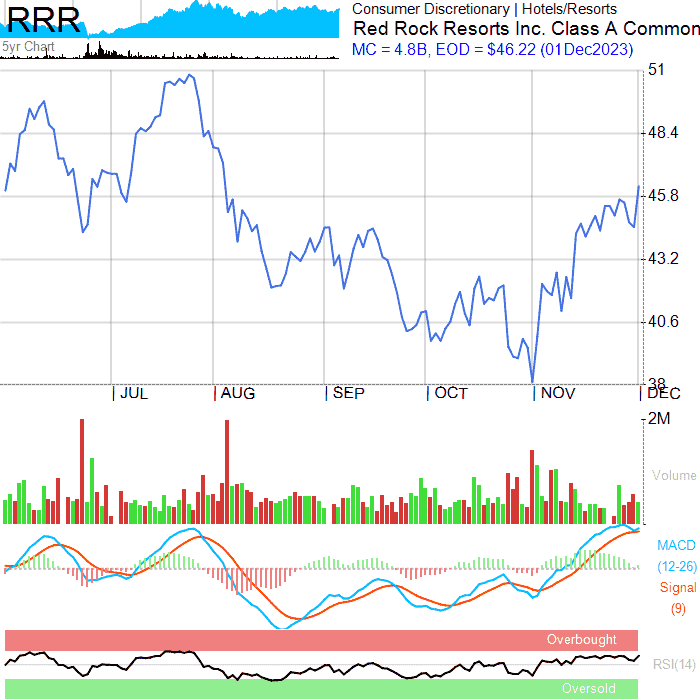 RRR
5yr Chart
Consumer Discretionary | Hotels/Resorts
Red Rock Resorts Inc. Class A Common
MC = 4.8B, EOD = $46.22 (01Dec2023)
51
48.4
45.8
43.2
40.6
38
JUL AUG SEP OCT NOV DEC
2M
Volume
MACD
(12-26)
Signal
(9)
Overbought
RSI(14)
Oversold